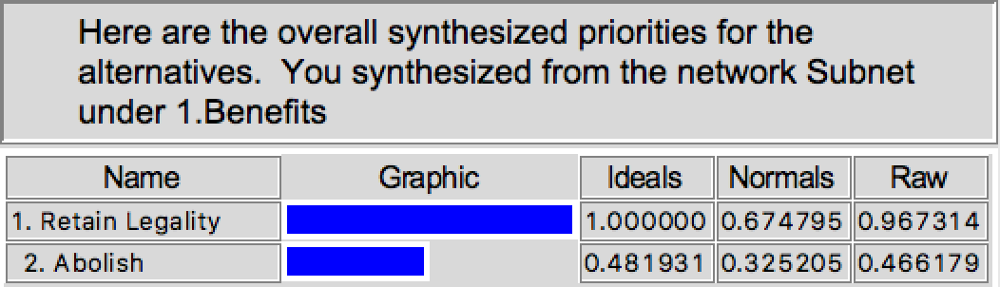 Here are the overall synthesized priorities for the
alternatives.  You synthesized from the network Subnet
under 1.Benefits
Name Graphic Ideals Normals Raw
1. Retain Legality 1.000000 0.674795 0.967314
2. Abolish 0.481931 0.325205 0.466179